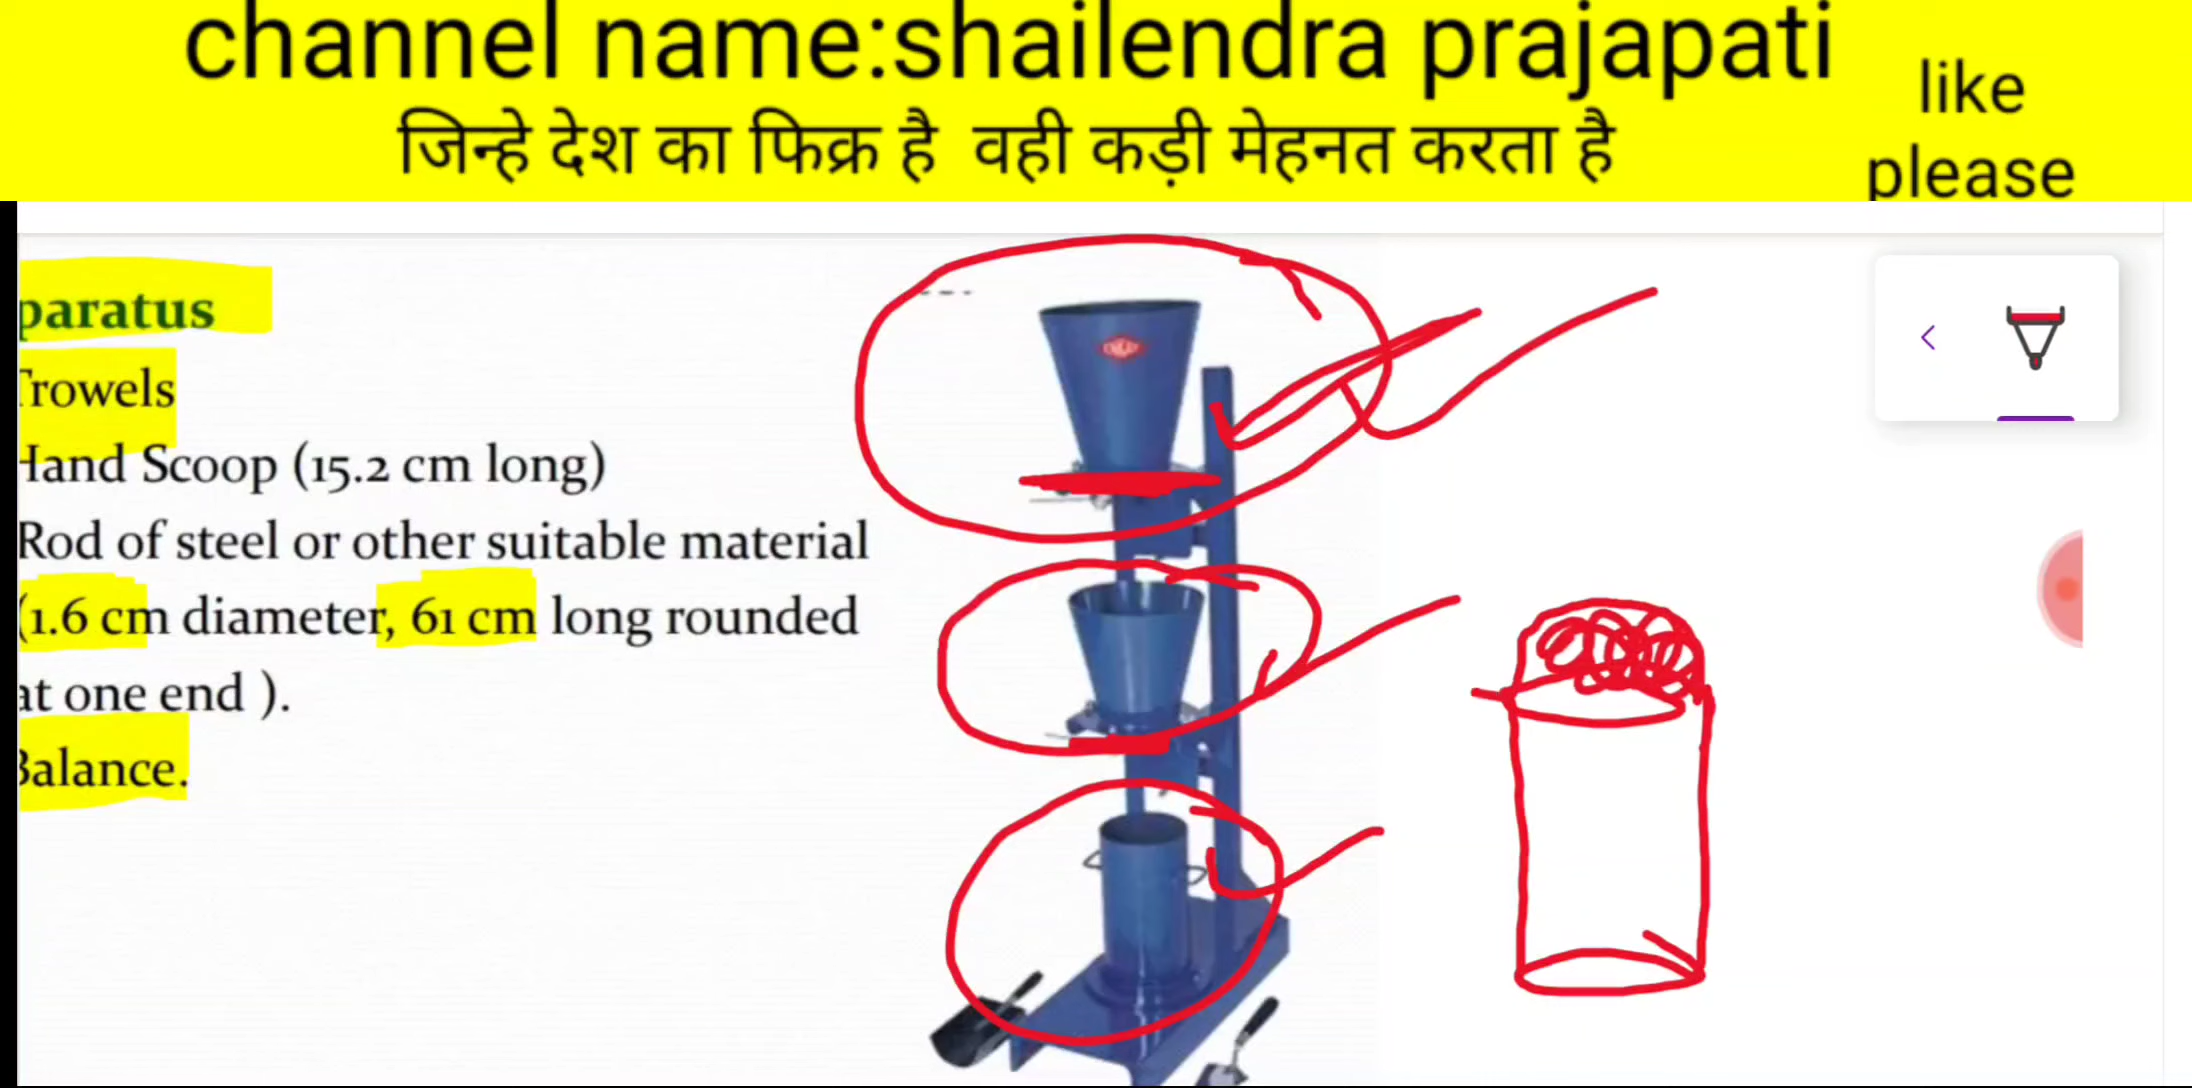 channel name:shailendra prajapati
like
जिन्हे देश का फिक्र है वही कड़ी मेहनत करता है
please
paratus
Trowels
Hand Scoop (15.2 cm long)
Rod of steel or other suitable material
(1.6 cm diameter, 61 cm long rounded
at one end ).
Balance.